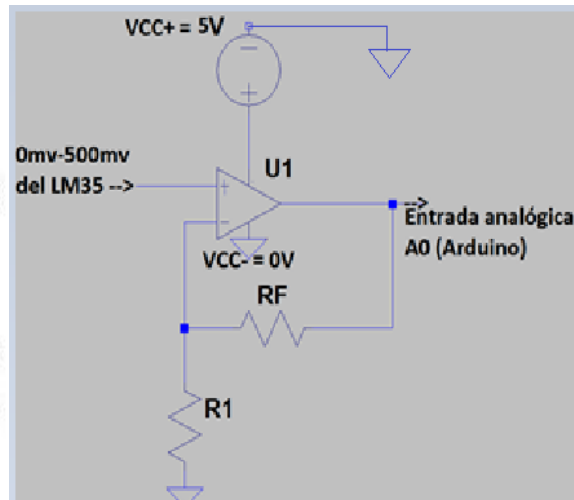 VCC+ = 5V
0mv-500mv
del LM35 -->
U1
-->
Entrada analógica
A0 (Arduino)
VCC- = 0V
RF
R1